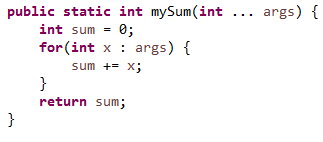 public static int mySum(int ... args) {
    int sum = 0;
    for(int x : args) {
        sum += x;
    }
    return sum;
}